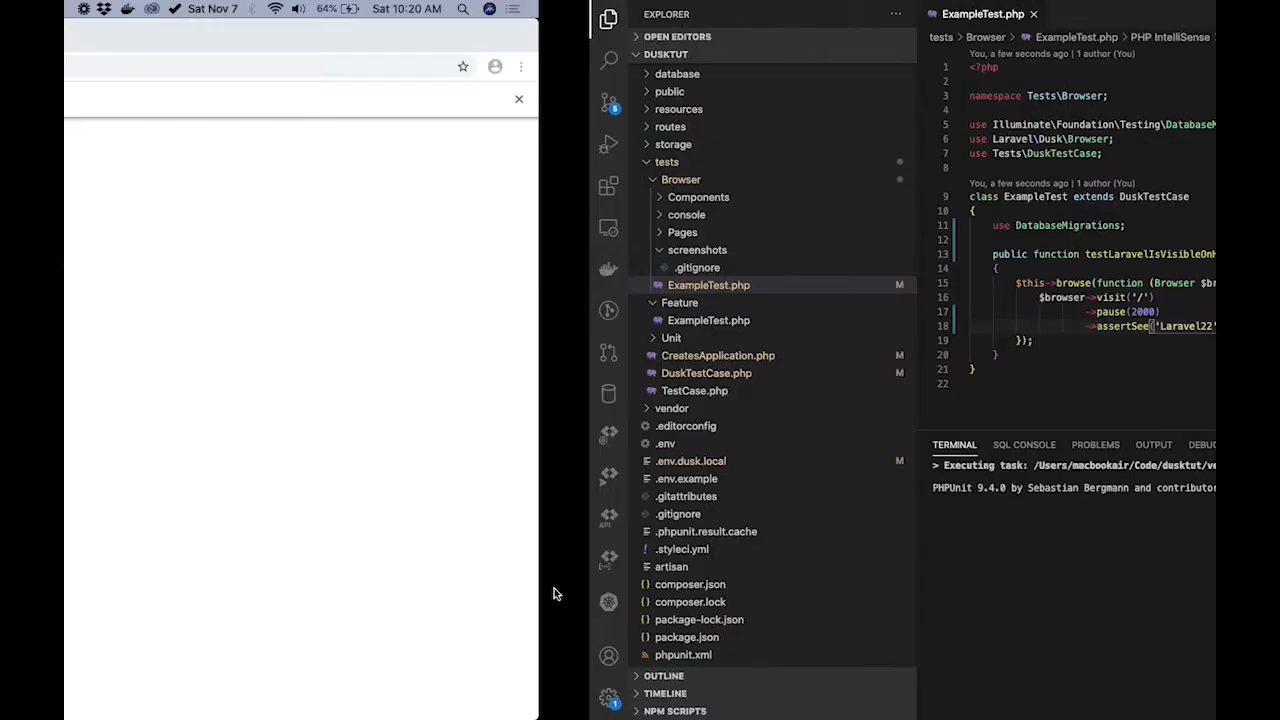 Sat Nov 7
64%
Sat 10:20 AM
EXPLORER
OPEN EDITORS
DUSKTUT
database
public
resources
routes
storage
tests
Browser
Components
console
Pages
screenshots
.gitignore
ExampleTest.php M
Feature
ExampleTest.php
Unit
CreatesApplication.php M
DuskTestCase.php M
TestCase.php
vendor
.editorconfig
.env
.env.dusk.local M
.env.example
.gitattributes
.gitignore
.phpunit.result.cache
.styleci.yml
artisan
composer.json
composer.lock
package-lock.json
package.json
phpunit.xml
OUTLINE
TIMELINE
NPM SCRIPTS
5
API
1
ExampleTest.php
tests > Browser > ExampleTest.php > PHP IntelliSense
You, a few seconds ago | 1 author (You)
1 <?php
2
3 namespace Tests\Browser;
4
5 use Illuminate\Foundation\Testing\DatabaseM
6 use Laravel\Dusk\Browser;
7 use Tests\DuskTestCase;
8
You, a few seconds ago | 1 author (You)
9 class ExampleTest extends DuskTestCase
10 {
11 use DatabaseMigrations;
12
13 public function testLaravelIsVisibleOnH
14 {
15 $this->browse(function (Browser $br
16 $browser->visit('/')
17 ->pause(2000)
18 ->assertSee('Laravel22'
19 });
20 }
21 }
22
TERMINAL SQL CONSOLE PROBLEMS OUTPUT DEBUG
> Executing task: /Users/macbookair/Code/dusktut/ve
PHPUnit 9.4.0 by Sebastian Bergmann and contributor